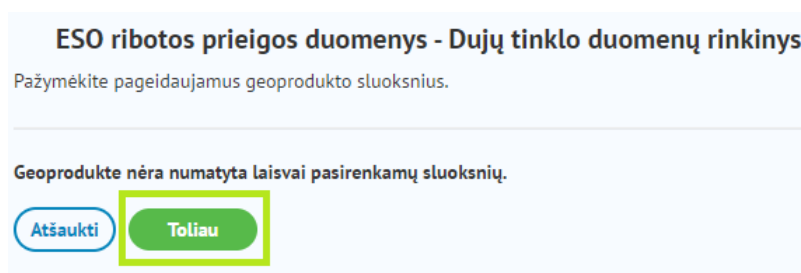 ESO ribotos prieigos duomenys - Dujų tinklo duomenų rinkinys
Pažymėkite pageidaujamus geoprodukto sluoksnius.
Geoprodukte nėra numatyta laisvai pasirenkamų sluoksnių.
Atšaukti Toliau